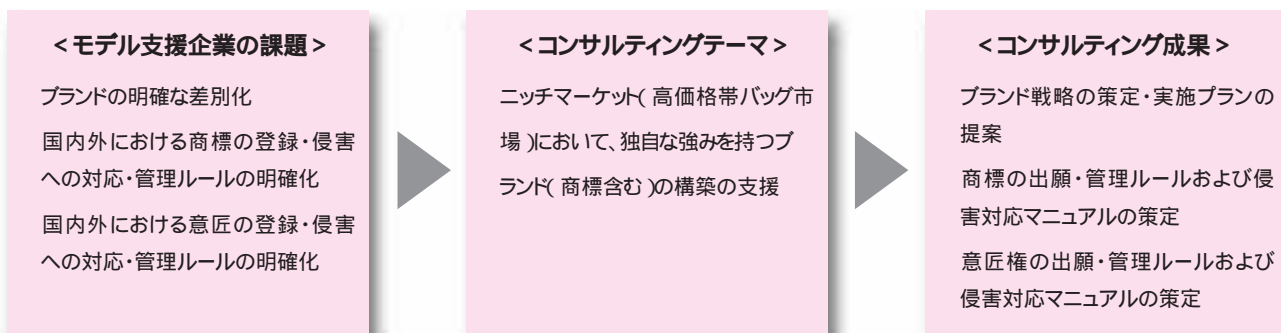 <モデル支援企業の課題>
ブランドの明確な差別化
国内外における商標の登録・侵害
への対応・管理ルールの明確化
国内外における意匠の登録・侵害
への対応・管理ルールの明確化
<コンサルティングテーマ>
ニッチマーケット(高価格帯バッグ市
場)において、独自な強みを持つブ
ランド(商標含む)の構築の支援
<コンサルティング成果>
ブランド戦略の策定・実施プランの
提案
商標の出願・管理ルールおよび侵
害対応マニュアルの策定
意匠権の出願・管理ルールおよび
侵害対応マニュアルの策定